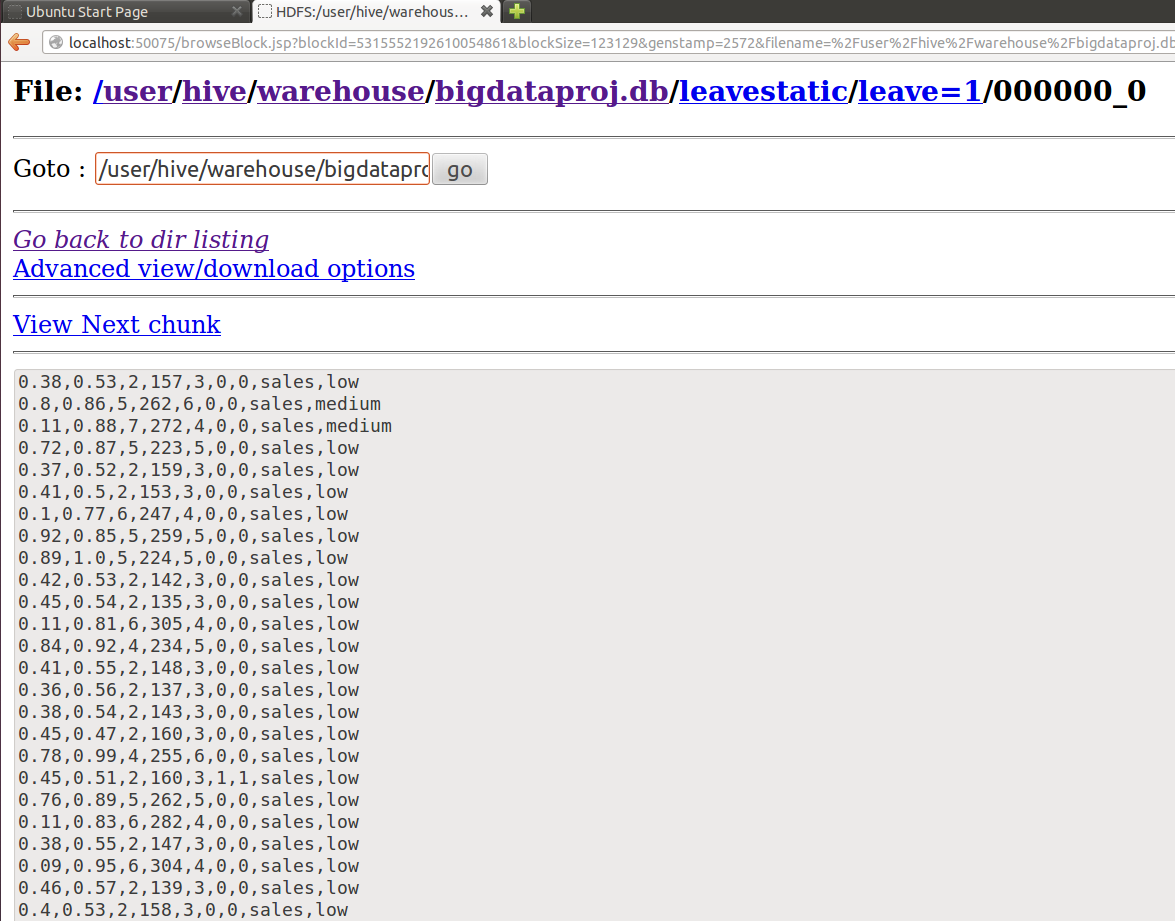 Ubuntu Start Page
HDFS:/user/hive/warehous...
localhost:50075/browseBlock.jsp?blockId=5315552192610054861&blockSize=123129&genstamp=2572&filename=%2Fuser%2Fhive%2Fwarehouse%2Fbigdataproj.db
File: /user/hive/warehouse/bigdataproj.db/leavestatic/leave=1/000000_0
Goto : /user/hive/warehouse/bigdatapro go
Go back to dir listing
Advanced view/download options
View Next chunk
0.38,0.53,2,157,3,0,0,sales,low
0.8,0.86,5,262,6,0,0,sales,medium
0.11,0.88,7,272,4,0,0,sales,medium
0.72,0.87,5,223,5,0,0,sales,low
0.37,0.52,2,159,3,0,0,sales,low
0.41,0.5,2,153,3,0,0,sales,low
0.1,0.77,6,247,4,0,0,sales,low
0.92,0.85,5,259,5,0,0,sales,low
0.89,1.0,5,224,5,0,0,sales,low
0.42,0.53,2,142,3,0,0,sales,low
0.45,0.54,2,135,3,0,0,sales,low
0.11,0.81,6,305,4,0,0,sales,low
0.84,0.92,4,234,5,0,0,sales,low
0.41,0.55,2,148,3,0,0,sales,low
0.36,0.56,2,137,3,0,0,sales,low
0.38,0.54,2,143,3,0,0,sales,low
0.45,0.47,2,160,3,0,0,sales,low
0.78,0.99,4,255,6,0,0,sales,low
0.45,0.51,2,160,3,1,1,sales,low
0.76,0.89,5,262,5,0,0,sales,low
0.11,0.83,6,282,4,0,0,sales,low
0.38,0.55,2,147,3,0,0,sales,low
0.09,0.95,6,304,4,0,0,sales,low
0.46,0.57,2,139,3,0,0,sales,low
0.4,0.53,2,158,3,0,0,sales,low